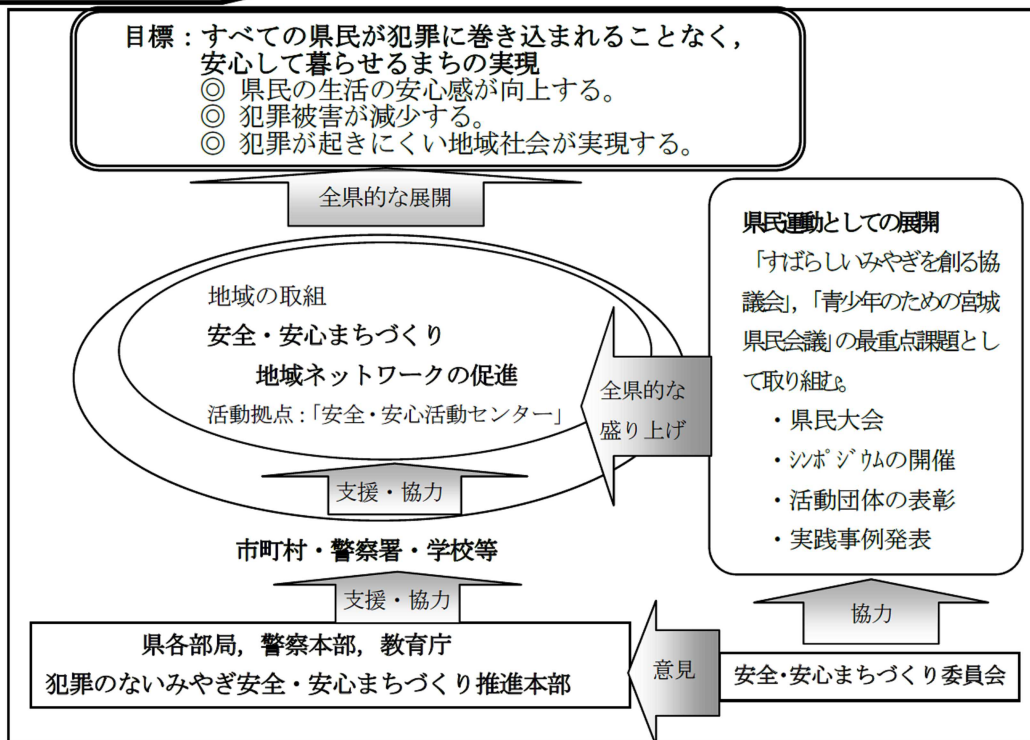 目標：すべての県民が犯罪に巻き込まれることなく，
安心して暮らせるまちの実現
◎ 県民の生活の安心感が向上する。
◎ 犯罪被害が減少する。
◎ 犯罪が起きにくい地域社会が実現する。
全県的な展開
地域の取組
安全・安心まちづくり
地域ネットワークの促進
活動拠点：「安全・安心活動センター」
全県的な
盛り上げ
県民運動としての展開
「すばらしいみやぎを創る協
議会」，「青少年のための宮城
県民会議」の最重点課題とし
て取り組む。
・県民大会
・ｼﾝﾎﾟｼﾞｳﾑの開催
・活動団体の表彰
・実践事例発表
支援・協力
市町村・警察署・学校等
支援・協力
協力
県各部局，警察本部，教育庁
犯罪のないみやぎ安全・安心まちづくり推進本部
意見
安全･安心まちづくり委員会